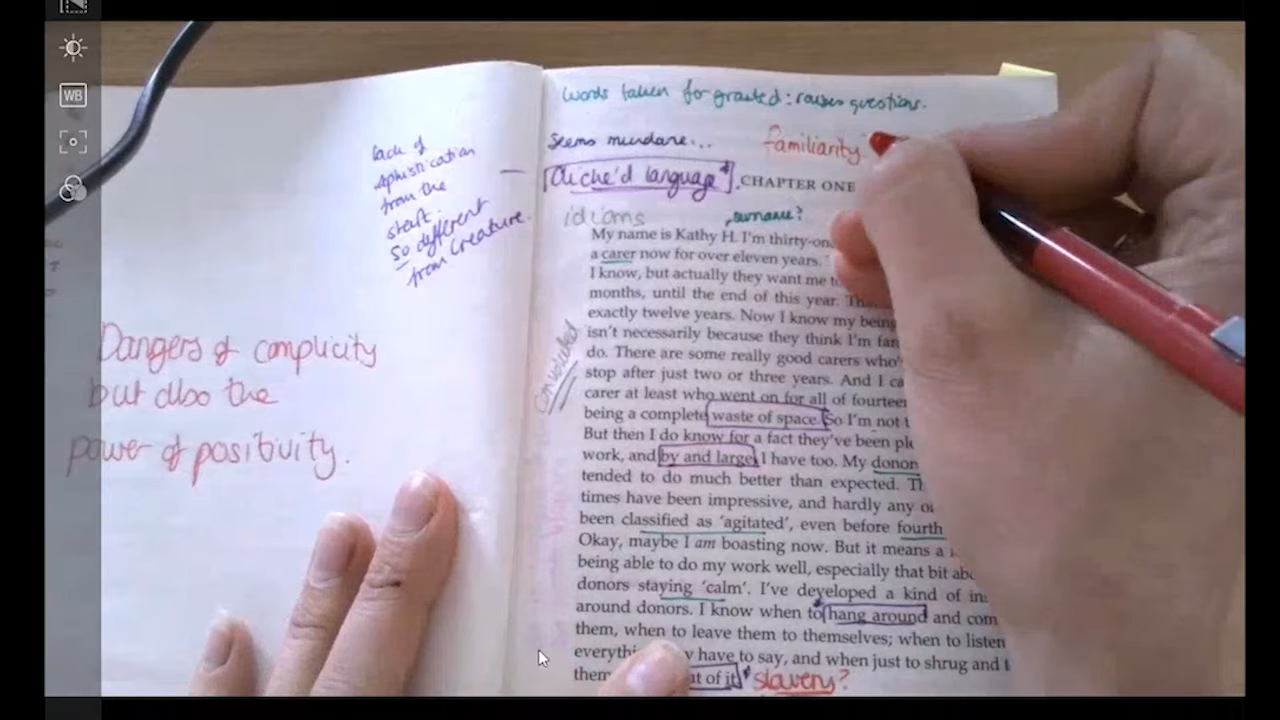 WB
lack of
sophistication
from the
start.
so different
from Creature.
Dangers of complicity
but also the
power of positivity.
Words taken for granted: raises questions.
Seems mundane...
familiarity
Cliche'd language*
CHAPTER ONE
idioms
surname?
convoluted
My name is Kathy H. I'm thirty-on
a carer now for over eleven years.
I know, but actually they want me to
months, until the end of this year. Th
exactly twelve years. Now I know my being
isn't necessarily because they think I'm fan
do. There are some really good carers who'
stop after just two or three years. And I ca
carer at least who went on for all of fourteen
being a complete waste of space. So I'm not t
But then I do know for a fact they've been ple
work, and by and large, I have too. My donor
tended to do much better than expected. Th
times have been impressive, and hardly any o
been classified as 'agitated', even before fourth
Okay, maybe I am boasting now. But it means a
being able to do my work well, especially that bit abo
donors staying 'calm'. I've developed a kind of in
around donors. I know when to hang around and com
them, when to leave them to themselves; when to listen
everythi y have to say, and when just to shrug and t
them at of it. *slavery?